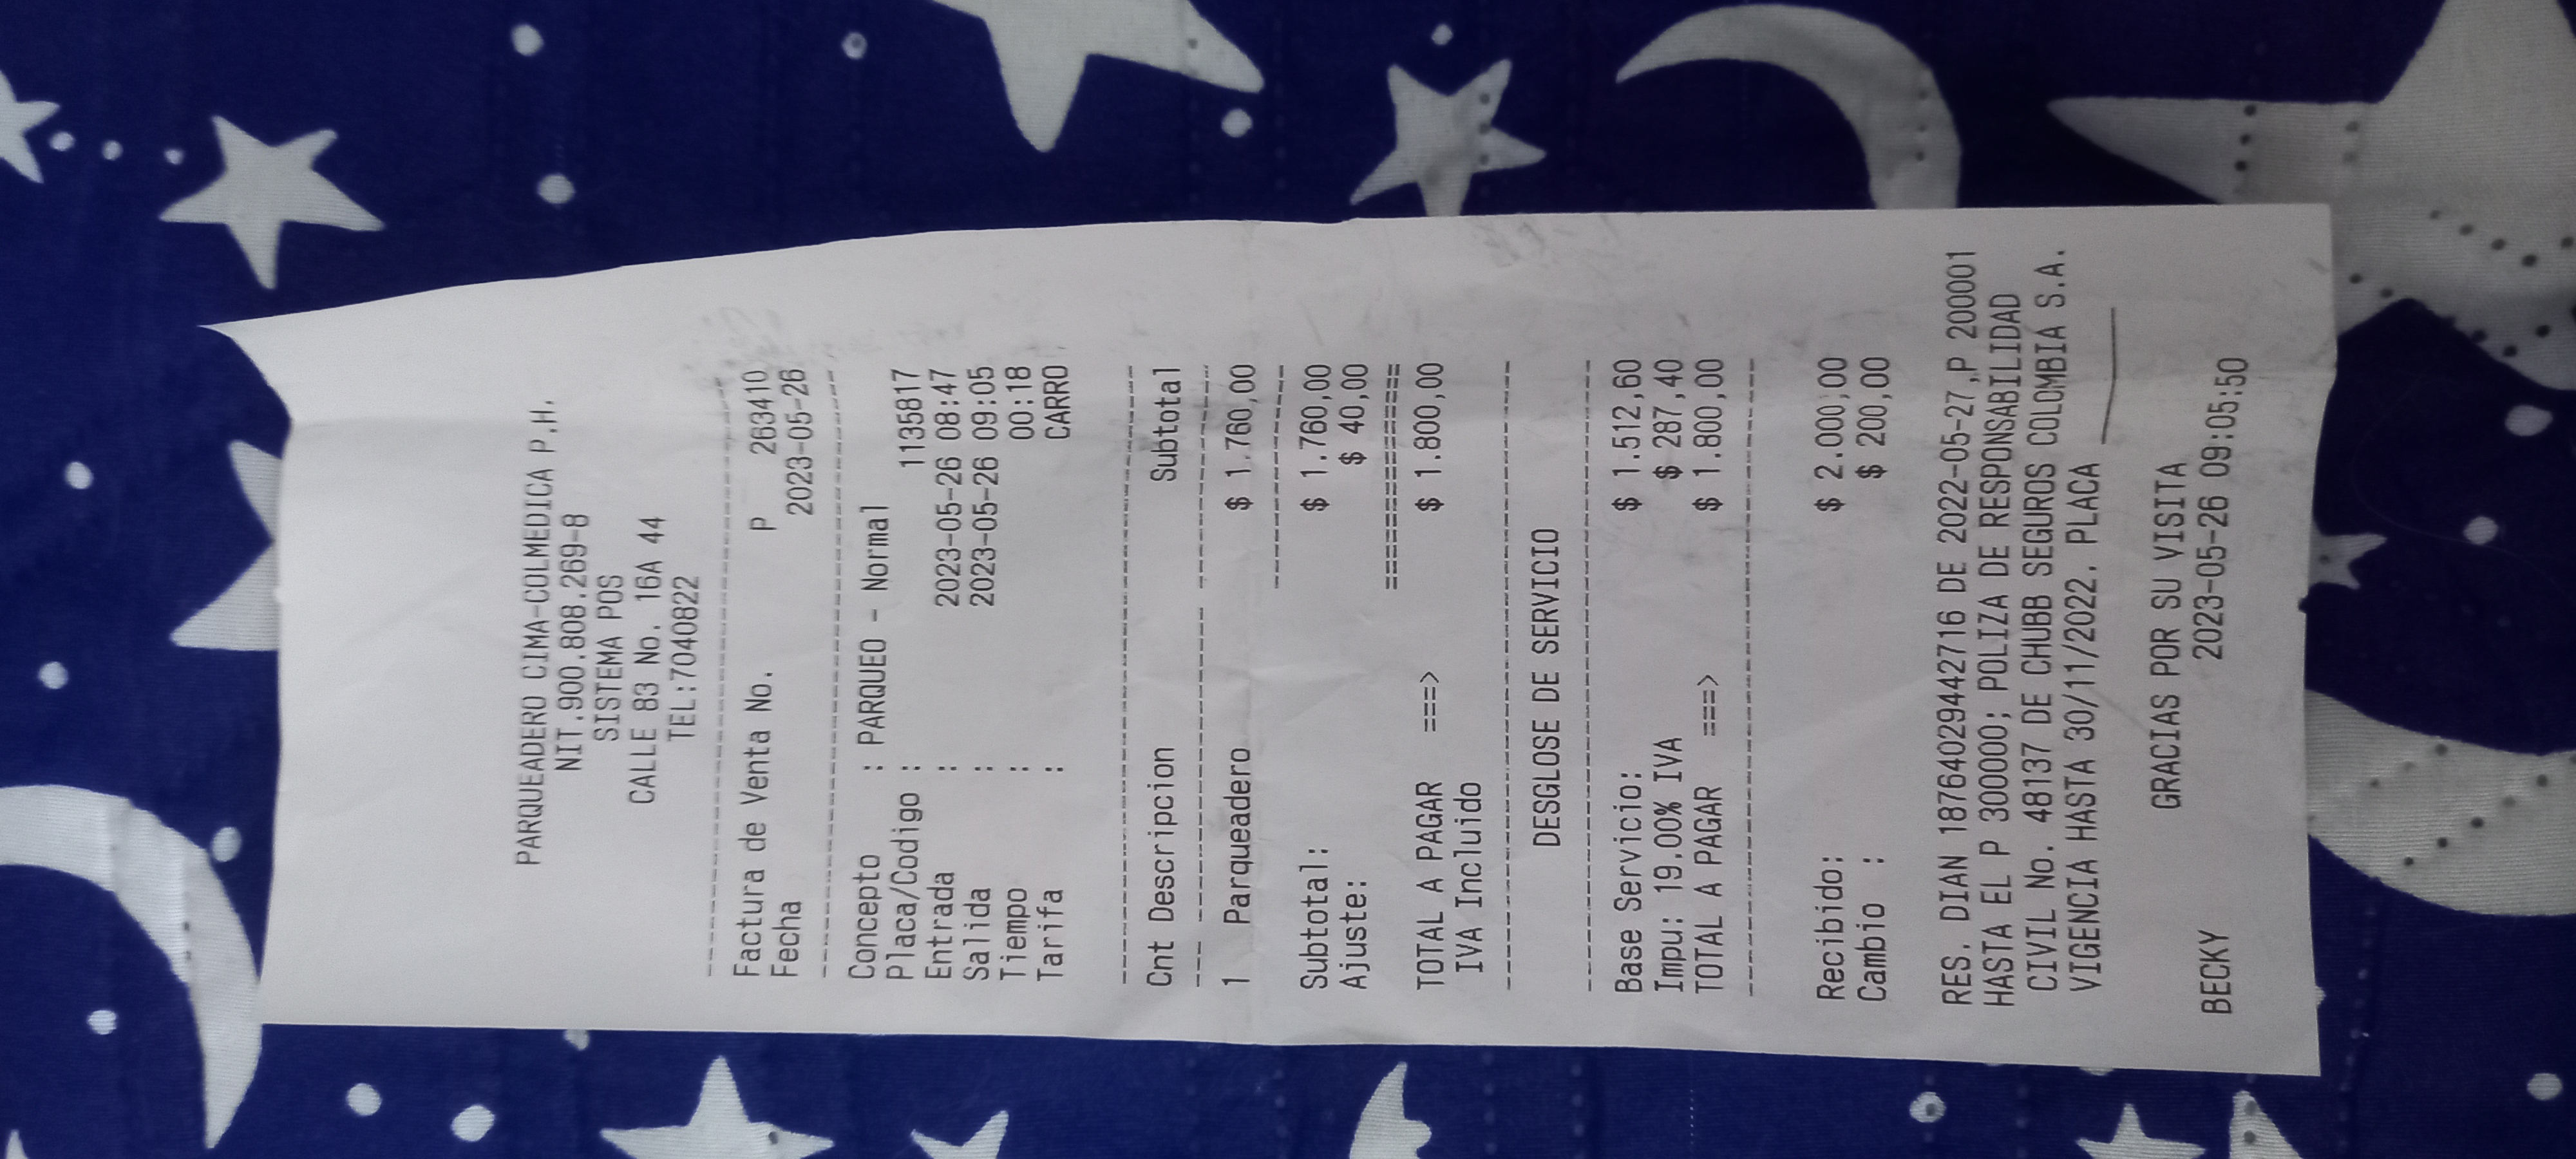 PARQUEADERO CIMA-COLMEDICA P.H.
NIT.900.808.269-8
SISTEMA POS
CALLE 83 No. 16A 44
TEL:7040822
Factura de Venta No. P 263410
Fecha 2023-05-26
Concepto : PARQUEO - Normal
Placa/Codigo : 1135817
Entrada : 2023-05-26 08:47
Salida : 2023-05-26 09:05
Tiempo : 00:18
Tarifa : CARRO
Cnt Descripcion Subtotal
1 Parqueadero $ 1.760,00
Subtotal: $ 1.760,00
Ajuste: $ 40,00
TOTAL A PAGAR ===> $ 1.800,00
IVA Incluido
DESGLOSE DE SERVICIO
Base Servicio: $ 1.512,60
Impu: 19.00% IVA $ 287,40
TOTAL A PAGAR ===> $ 1.800,00
Recibido: $ 2.000,00
Cambio : $ 200,00
RES. DIAN 18764029442716 DE 2022-05-27,P 200001
HASTA EL P 300000; POLIZA DE RESPONSABILIDAD
CIVIL No. 48137 DE CHUBB SEGUROS COLOMBIA S.A.
VIGENCIA HASTA 30/11/2022. PLACA ______
GRACIAS POR SU VISITA
BECKY 2023-05-26 09:05:50